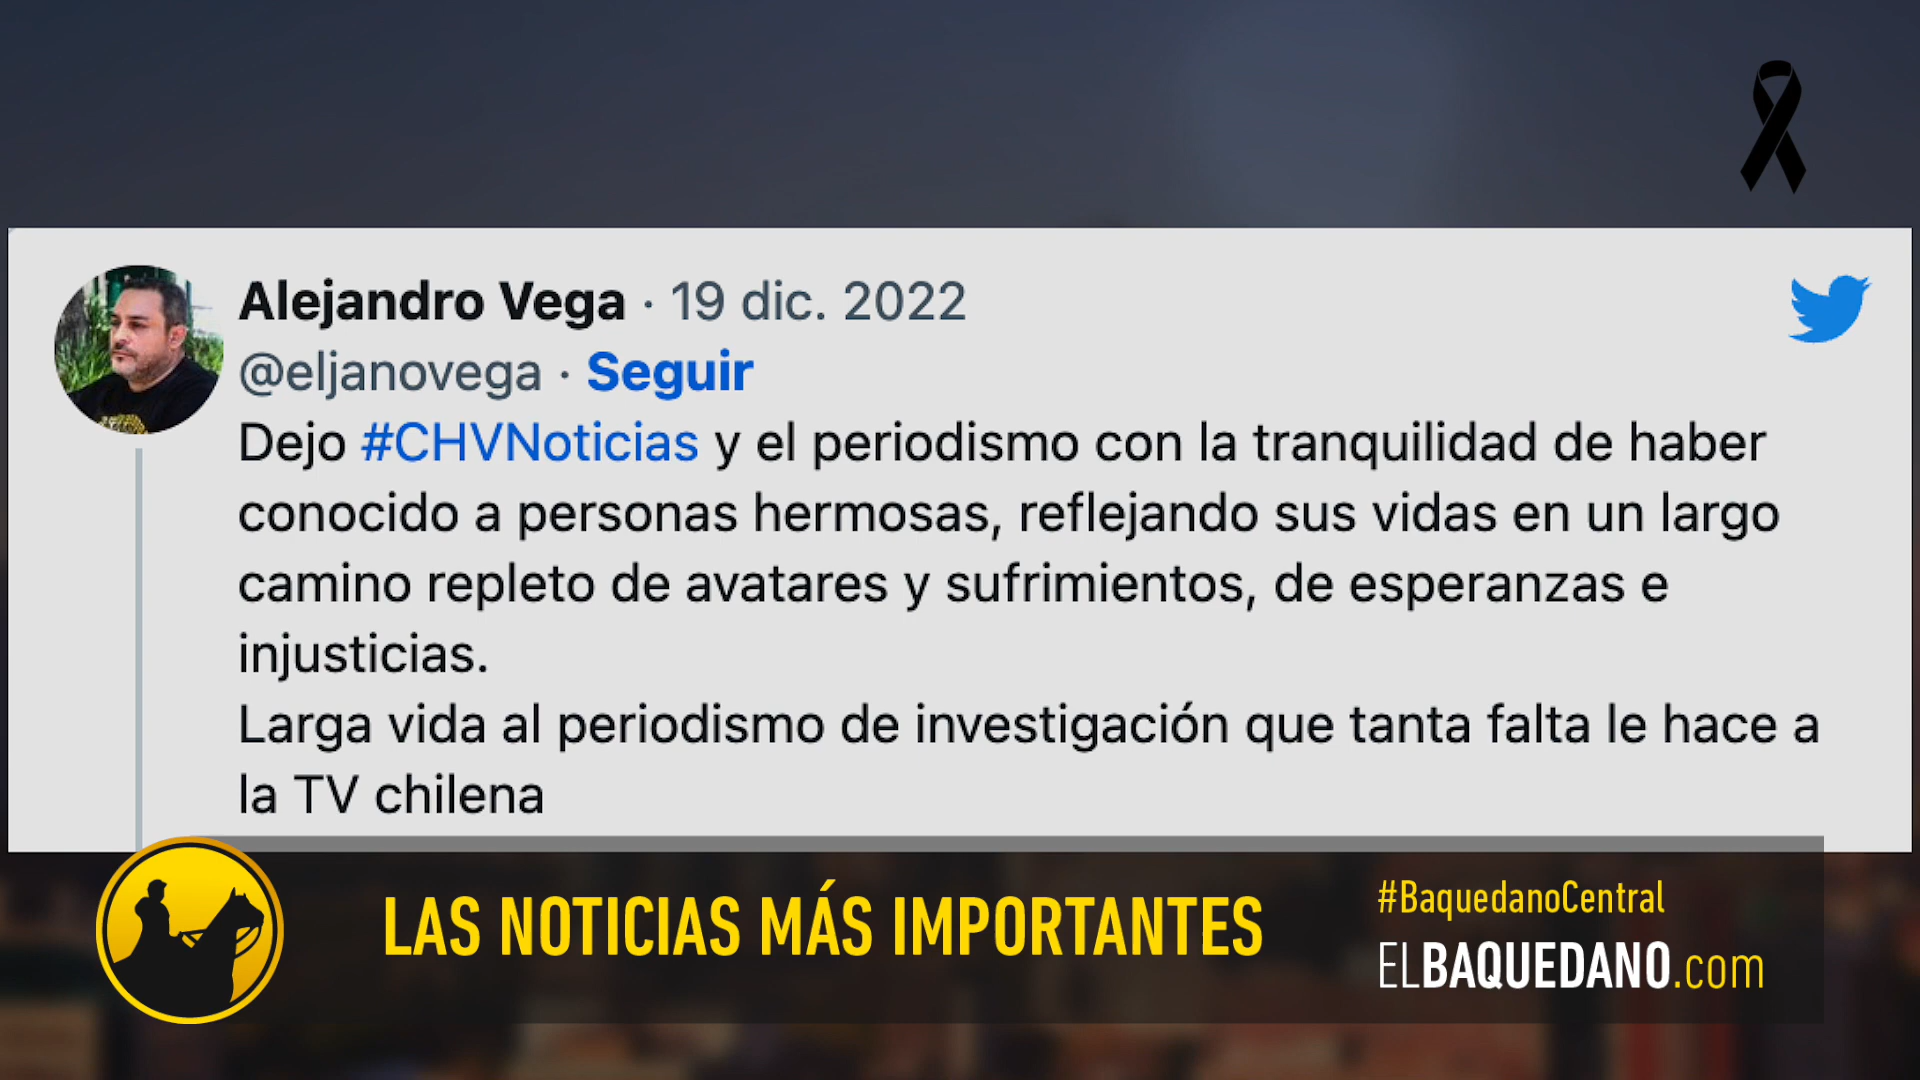 Alejandro Vega · 19 dic. 2022
@eljanovega · Seguir
Dejo #CHVNoticias y el periodismo con la tranquilidad de haber
conocido a personas hermosas, reflejando sus vidas en un largo
camino repleto de avatares y sufrimientos, de esperanzas e
injusticias.
Larga vida al periodismo de investigación que tanta falta le hace a
la TV chilena
LAS NOTICIAS MÁS IMPORTANTES
#BaquedanoCentral
ELBAQUEDANO.com